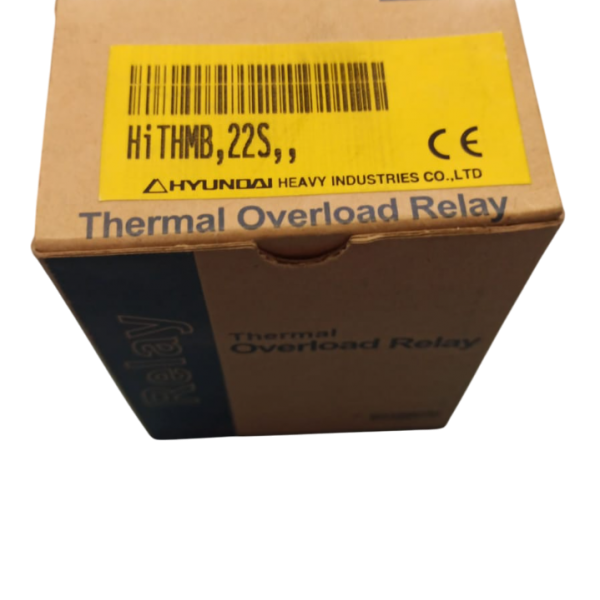 HiTHMB,22S,,
CE
HYUNDAI HEAVY INDUSTRIES CO.,LTD
Thermal Overload Relay
Relay
Thermal
Overload Relay